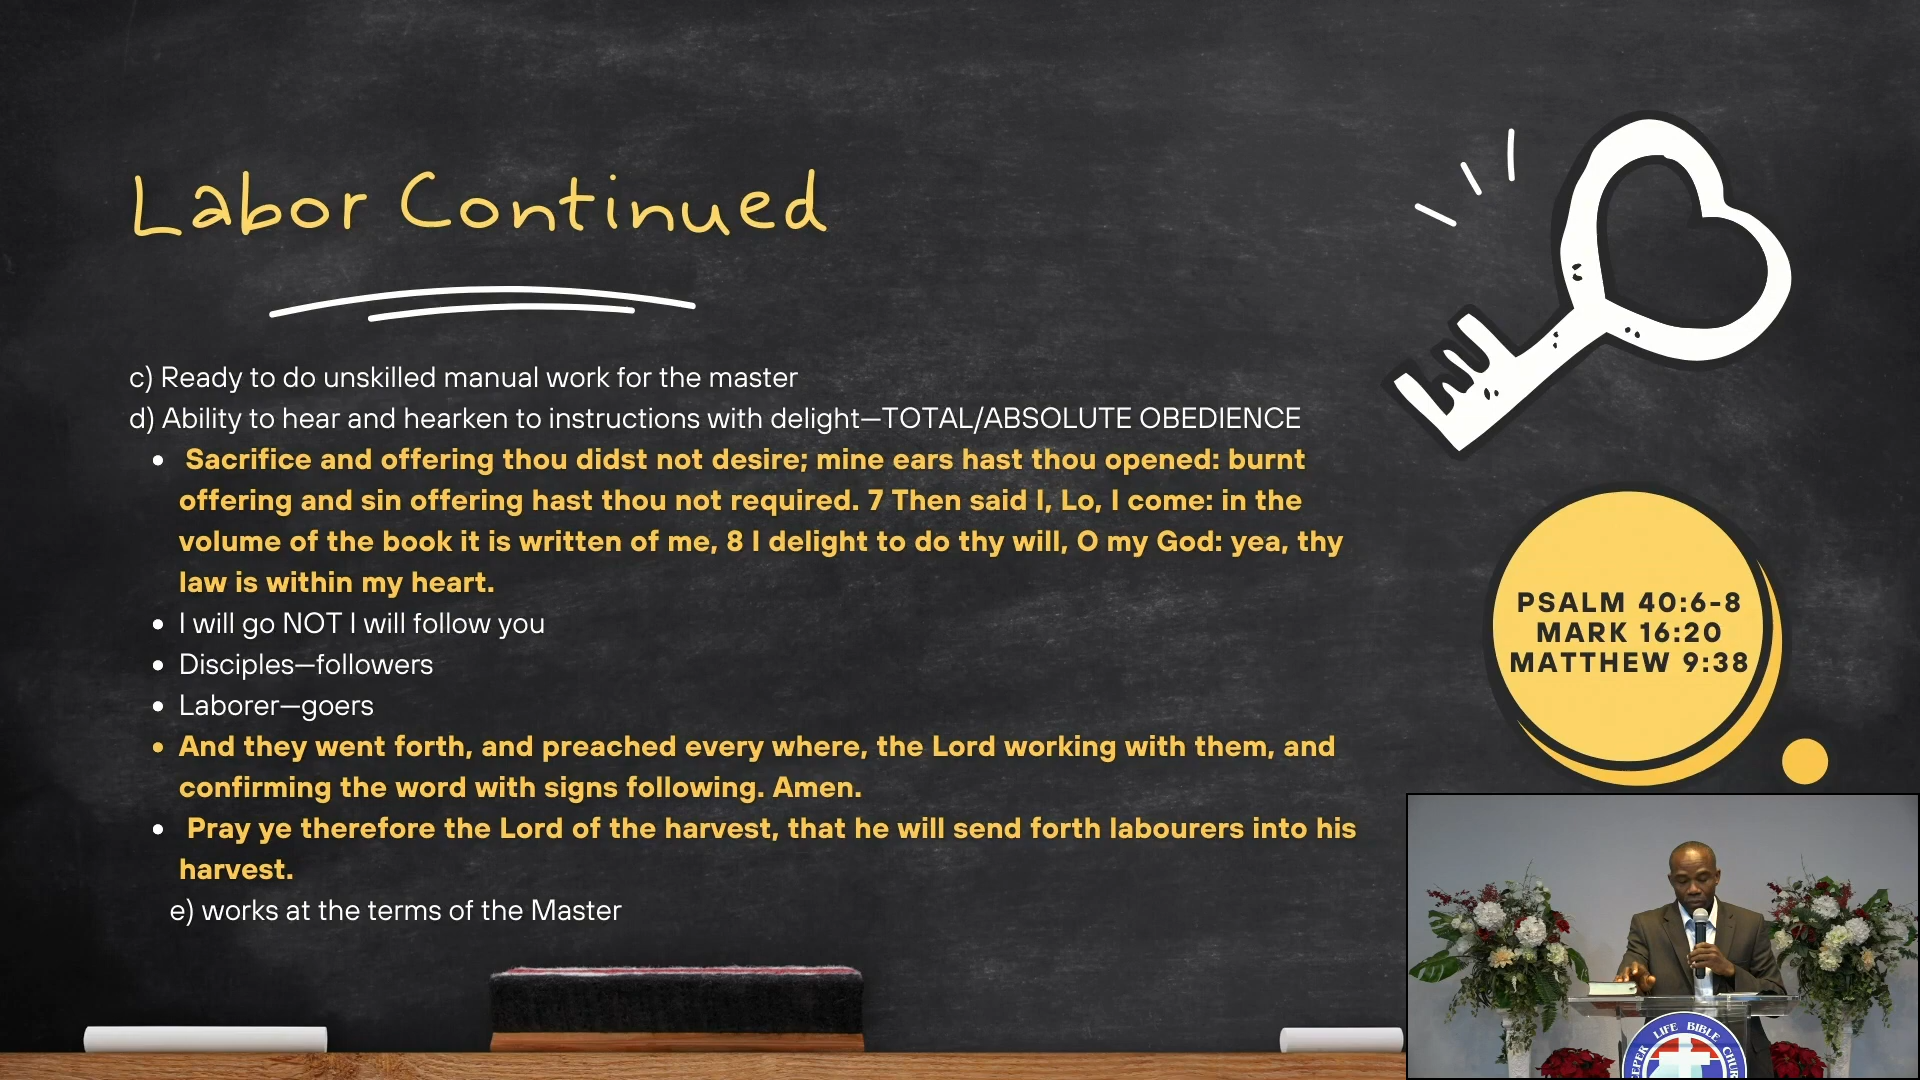 Labor Continued
c) Ready to do unskilled manual work for the master
d) Ability to hear and hearken to instructions with delight—TOTAL/ABSOLUTE OBEDIENCE
• Sacrifice and offering thou didst not desire; mine ears hast thou opened: burnt
offering and sin offering hast thou not required. 7 Then said I, Lo, I come: in the
volume of the book it is written of me, 8 I delight to do thy will, O my God: yea, thy
law is within my heart.
• I will go NOT I will follow you
• Disciples—followers
• Laborer—goers
• And they went forth, and preached every where, the Lord working with them, and
confirming the word with signs following. Amen.
• Pray ye therefore the Lord of the harvest, that he will send forth labourers into his
harvest.
e) works at the terms of the Master
PSALM 40:6-8
MARK 16:20
MATTHEW 9:38
LIFE BIBLE